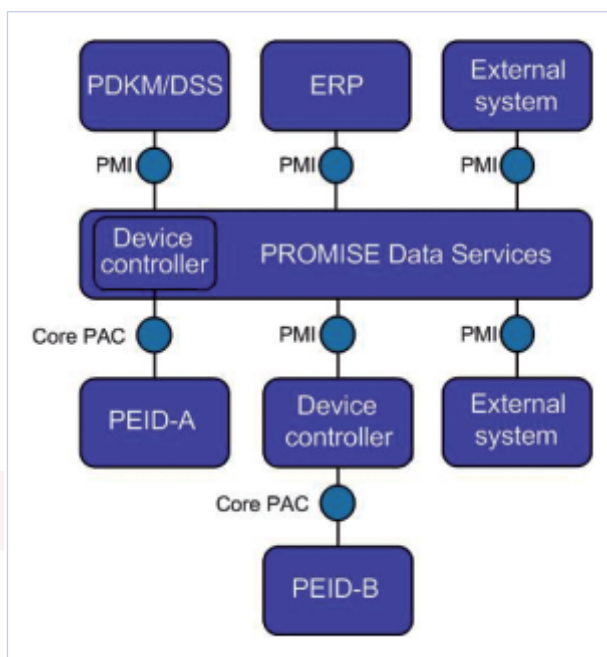 PDKM/DSS
ERP
External
system
PMI
PMI
PMI
Device
controller
PROMISE Data Services
Core PAC
PMI
PMI
PEID-A
Device
controller
External
system
Core PAC
PEID-B